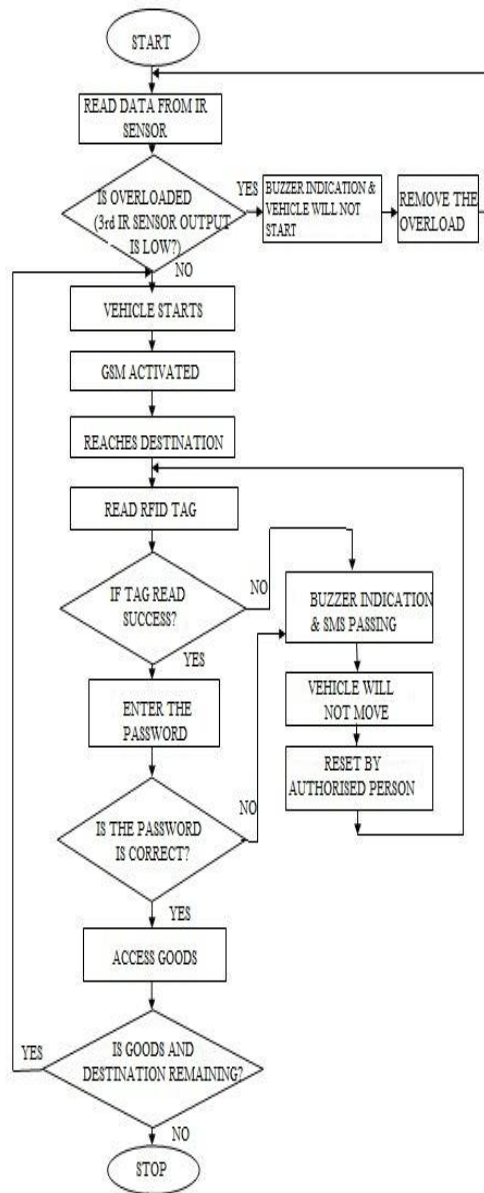 START
READ DATA FROM IR
SENSOR
IS OVERLOADED
(3rd IR SENSOR OUTPUT
IS LOW?)
YES
BUZZER INDICATION &
VEHICLE WILL NOT
START
REMOVE THE
OVERLOAD
NO
VEHICLE STARTS
GSM ACTIVATED
REACHES DESTINATION
READ RFID TAG
IF TAG READ
SUCCESS?
NO
BUZZER INDICATION
& SMS PASSING
YES
VEHICLE WILL
NOT MOVE
ENTER THE
PASSWORD
RESET BY
AUTHORISED PERSON
NO
IS THE PASSWORD
IS CORRECT?
YES
ACCESS GOODS
YES
IS GOODS AND
DESTINATION REMAINING?
NO
STOP